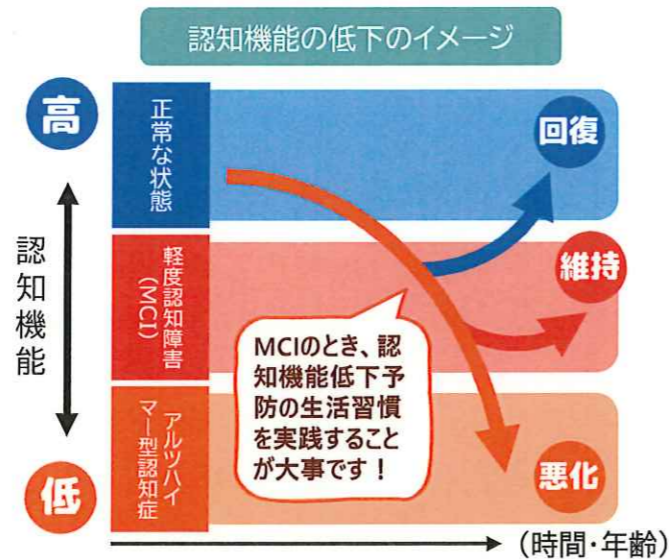 認知機能の低下のイメージ
高
認知機能
低
正常な状態
軽度認知障害
(MCI)
アルツハイ
マー型認知症
回復
維持
悪化
MCIのとき、認
知機能低下予
防の生活習慣
を実践すること
が大事です！
(時間・年齢)